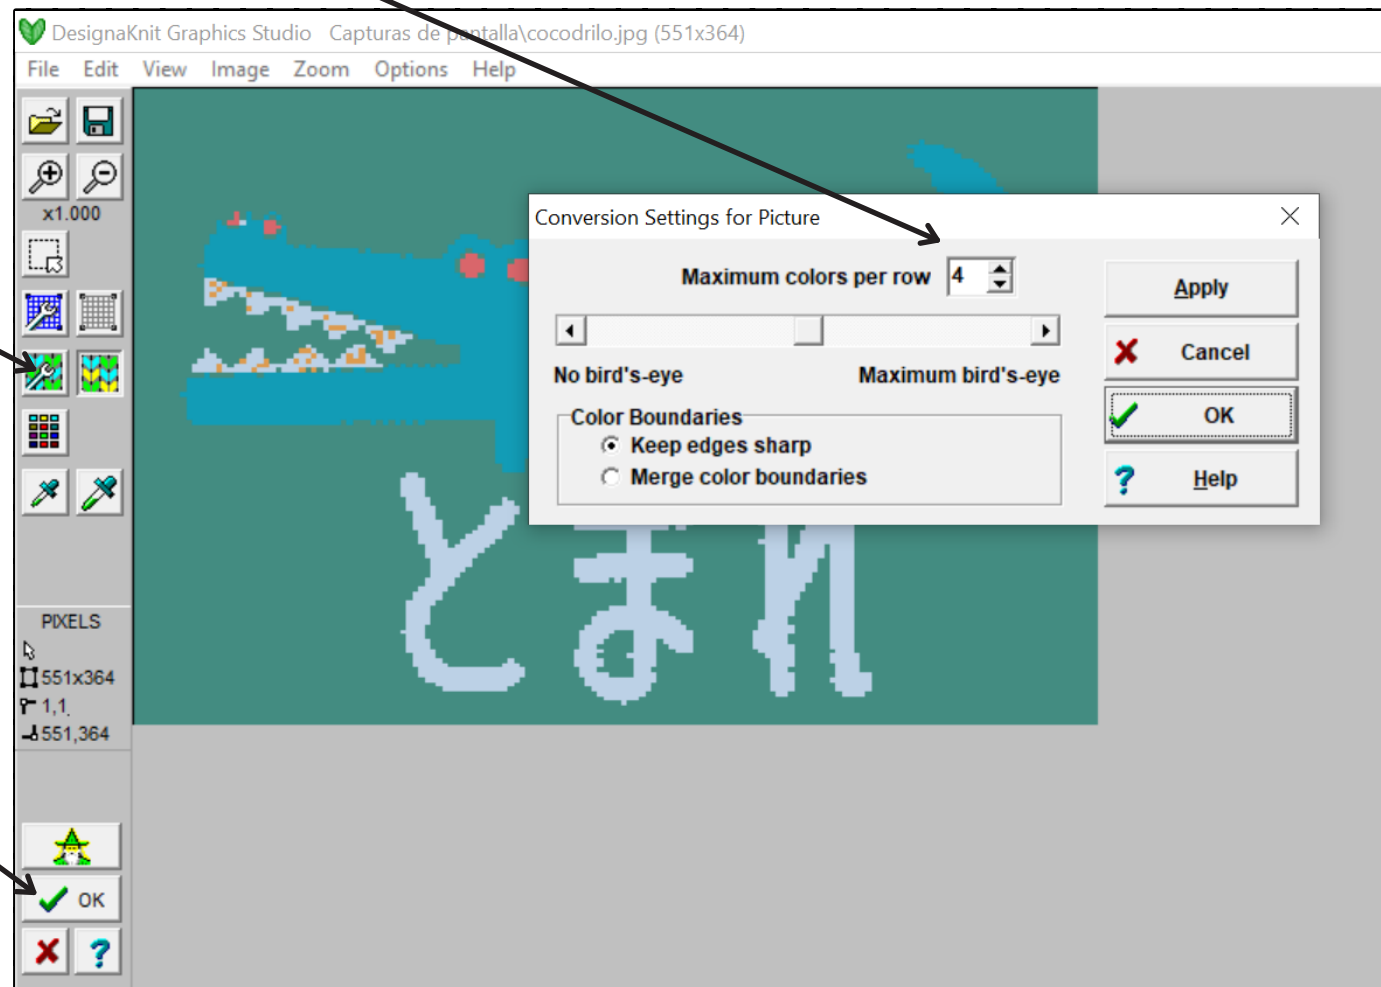 DesignaKnit Graphics Studio Capturas de pantalla\cocodrilo.jpg (551x364)
File Edit View Image Zoom Options Help
x1.000
Conversion Settings for Picture
Maximum colors per row 4
Apply
Cancel
No bird's-eye Maximum bird's-eye
Color Boundaries
OK
Keep edges sharp
Merge color boundaries
Help
とまれ
PIXELS
551x364
1,1.
551,364
OK